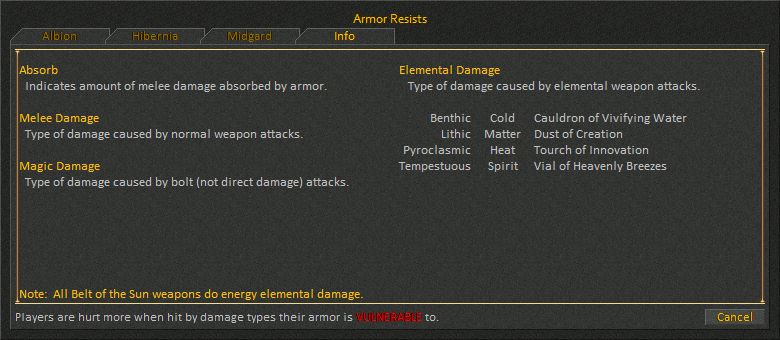 Armor Resists
Albion Hibernia Midgard Info
Absorb
Indicates amount of melee damage absorbed by armor.
Melee Damage
Type of damage caused by normal weapon attacks.
Magic Damage
Type of damage caused by bolt (not direct damage) attacks.
Elemental Damage
Type of damage caused by elemental weapon attacks.
Benthic Cold Cauldron of Vivifying Water
Lithic Matter Dust of Creation
Pyroclasmic Heat Tourch of Innovation
Tempestuous Spirit Vial of Heavenly Breezes
Note: All Belt of the Sun weapons do energy elemental damage.
Players are hurt more when hit by damage types their armor is VULNERABLE to.
Cancel